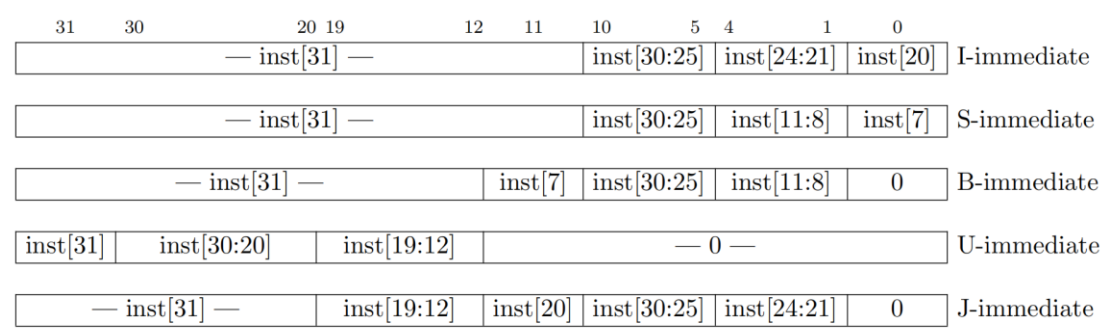 31 30 20 19 12 11 10 5 4 1 0
— inst[31] — inst[30:25] inst[24:21] inst[20] I-immediate
— inst[31] — inst[30:25] inst[11:8] inst[7] S-immediate
— inst[31] — inst[7] inst[30:25] inst[11:8] 0 B-immediate
inst[31] inst[30:20] inst[19:12] — 0 — U-immediate
— inst[31] — inst[19:12] inst[20] inst[30:25] inst[24:21] 0 J-immediate